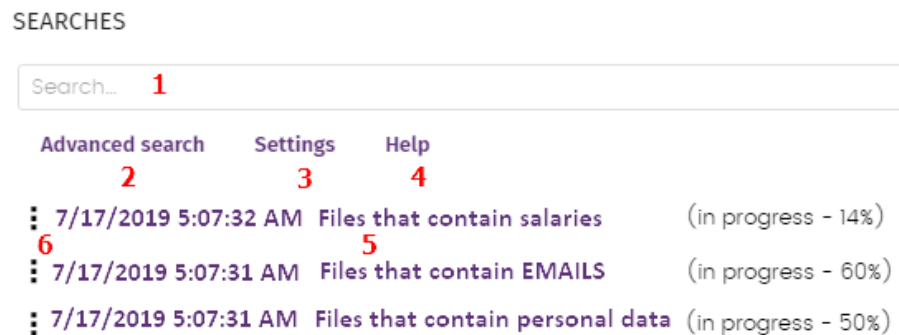 SEARCHES
Search... 1
Advanced search Settings Help
2 3 4
7/17/2019 5:07:32 AM Files that contain salaries (in progress - 14%)
6 5
7/17/2019 5:07:31 AM Files that contain EMAILS (in progress - 60%)
7/17/2019 5:07:31 AM Files that contain personal data (in progress - 50%)